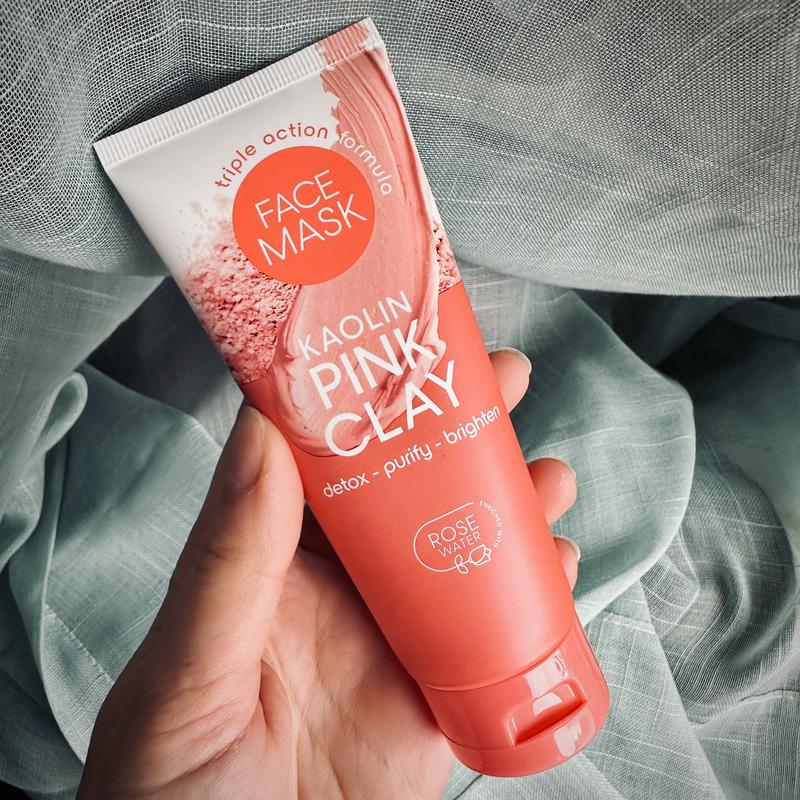 triple action formula
FACE
MASK
KAOLIN
PINK
CLAY
detox - purify - brighten
ENRICHED WITH
ROSE
WATER